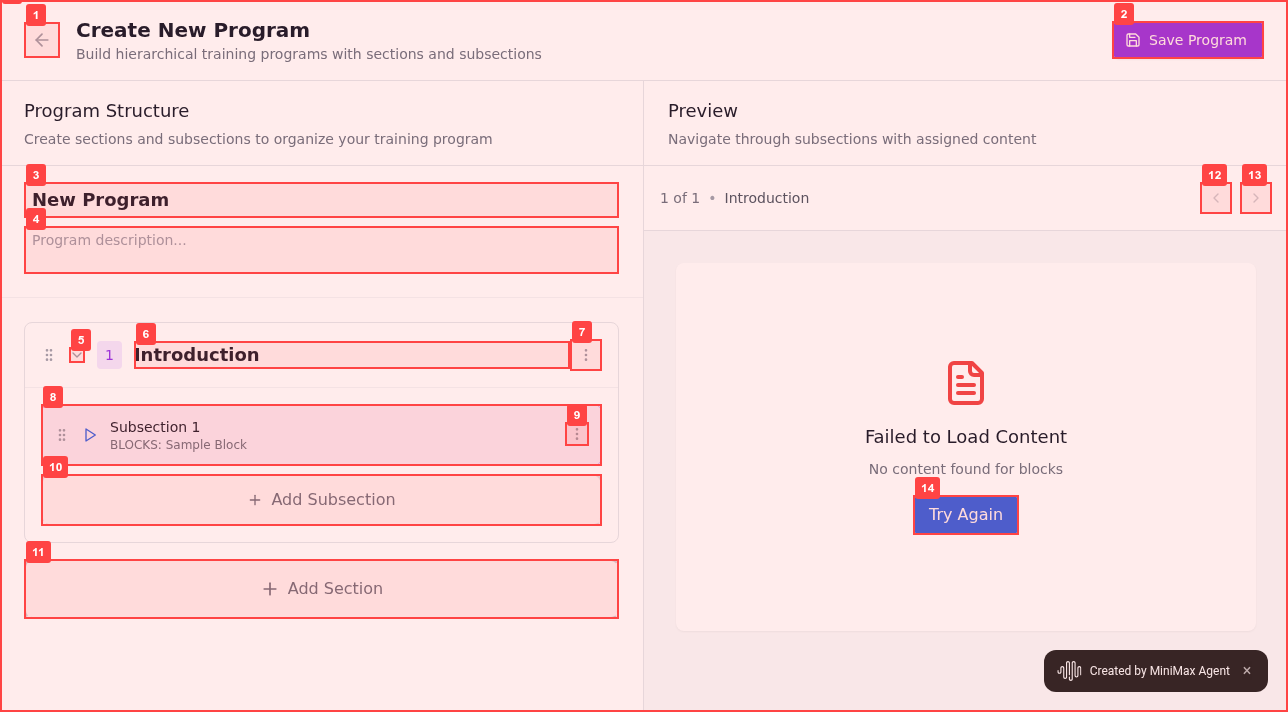 1
Create New Program
Build hierarchical training programs with sections and subsections
2
Save Program
Program Structure
Create sections and subsections to organize your training program
Preview
Navigate through subsections with assigned content
3
New Program
4
Program description...
1 of 1 • Introduction
12
13
5
1
6
Introduction
7
8
Subsection 1
BLOCKS: Sample Block
9
10
Add Subsection
11
Add Section
Failed to Load Content
No content found for blocks
14
Try Again
Created by MiniMax Agent